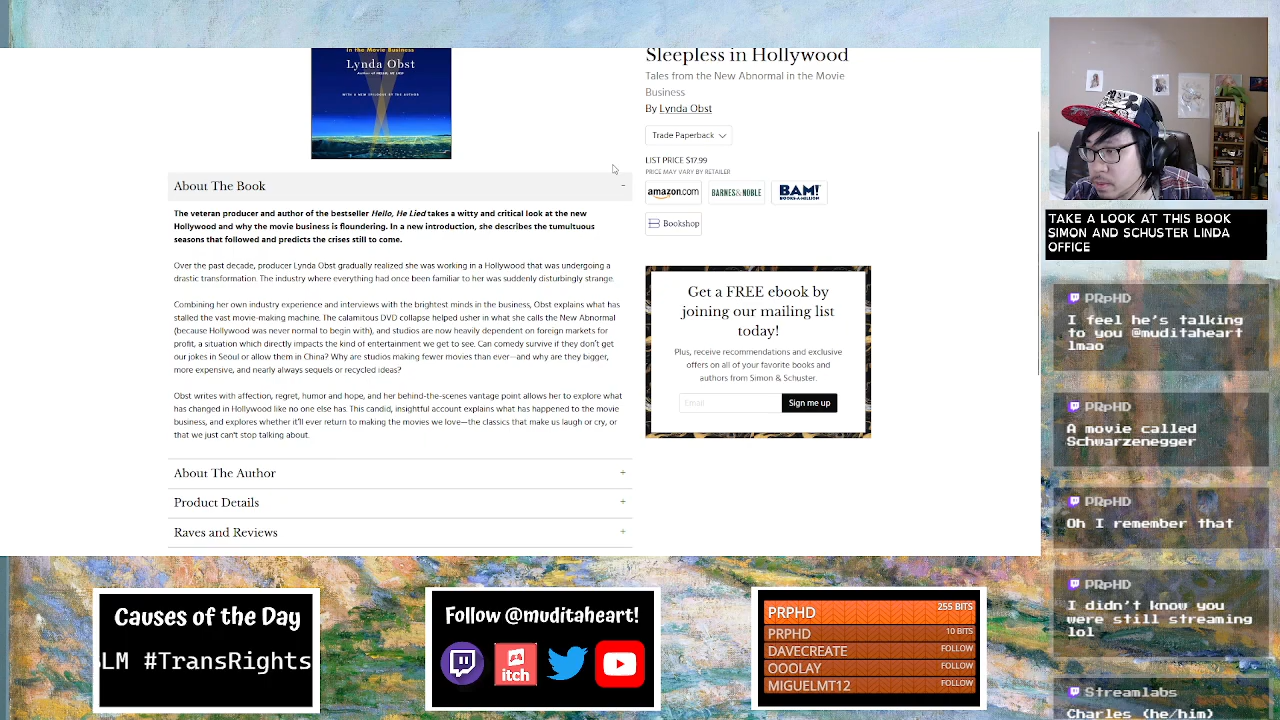 in the Movie Business
Lynda Obst
Author of HELLO, HE LIED
WITH A NEW EPILOGUE BY THE AUTHOR
Sleepless in Hollywood
Tales from the New Abnormal in the Movie
Business
By Lynda Obst
Trade Paperback
LIST PRICE $17.99
PRICE MAY VARY BY RETAILER
amazon.com
BARNES & NOBLE
BAM!
BOOKS-A-MILLION
Bookshop
About The Book
-
The veteran producer and author of the bestseller Hello, He Lied takes a witty and critical look at the new
Hollywood and why the movie business is floundering. In a new introduction, she describes the tumultuous
seasons that followed and predicts the crises still to come.
Over the past decade, producer Lynda Obst gradually realized she was working in a Hollywood that was undergoing a
drastic transformation. The industry where everything had once been familiar to her was suddenly disturbingly strange.
Combining her own industry experience and interviews with the brightest minds in the business, Obst explains what has
stalled the vast movie-making machine. The calamitous DVD collapse helped usher in what she calls the New Abnormal
(because Hollywood was never normal to begin with), and studios are now heavily dependent on foreign markets for
profit, a situation which directly impacts the kind of entertainment we get to see. Can comedy survive if they don't get
our jokes in Seoul or allow them in China? Why are studios making fewer movies than ever—and why are they bigger,
more expensive, and nearly always sequels or recycled ideas?
Obst writes with affection, regret, humor and hope, and her behind-the-scenes vantage point allows her to explore what
has changed in Hollywood like no one else has. This candid, insightful account explains what has happened to the movie
business, and explores whether it'll ever return to making the movies we love—the classics that make us laugh or cry, or
that we just can't stop talking about.
About The Author
+
Product Details
+
Raves and Reviews
+
Get a FREE ebook by
joining our mailing list
today!
Plus, receive recommendations and exclusive
offers on all of your favorite books and
authors from Simon & Schuster.
Email
Sign me up
TAKE A LOOK AT THIS BOOK
SIMON AND SCHUSTER LINDA
OFFICE
PRpHD
I feel he's talking
to you @muditaheart
lmao
PRpHD
A movie called
Schwarzenegger
PRpHD
Oh I remember that
PRpHD
I didn't know you
were still streaming
lol
Streamlabs
Charles (he/him)
Causes of the Day
LM #TransRights
Follow @muditaheart!
itch
PRPHD
255 BITS
PRPHD
10 BITS
DAVECREATE
FOLLOW
OOOLAY
FOLLOW
MIGUELMT12
FOLLOW